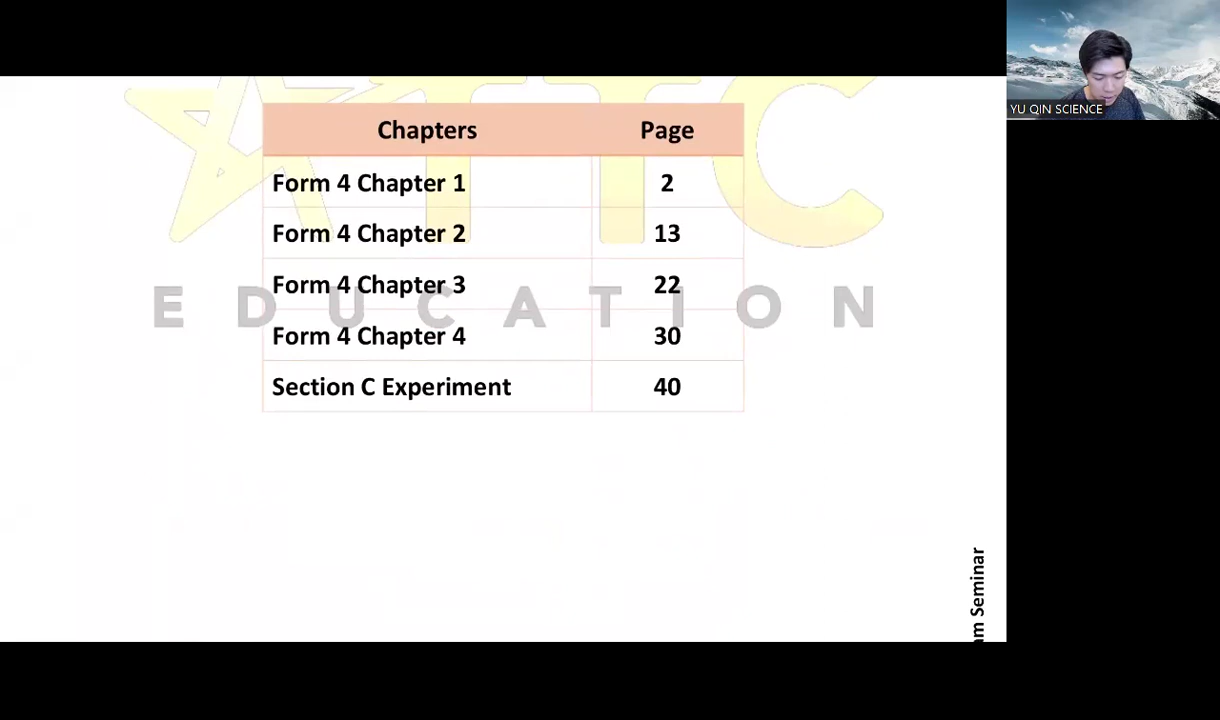 TTC
EDUCATION
Chapters Page
Form 4 Chapter 1 2
Form 4 Chapter 2 13
Form 4 Chapter 3 22
Form 4 Chapter 4 30
Section C Experiment 40
Seminar
YU QIN SCIENCE